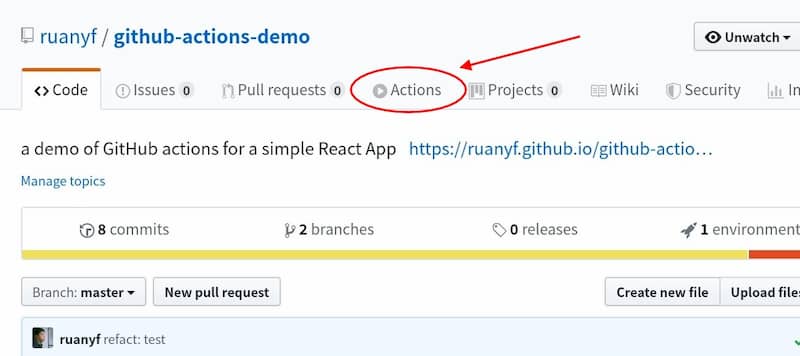 ruanyf / github-actions-demo
Unwatch
Code Issues 0 Pull requests 0 Actions Projects 0 Wiki Security
a demo of GitHub actions for a simple React App https://ruanyf.github.io/github-actio…
Manage topics
8 commits 2 branches 0 releases 1 environment
Branch: master New pull request Create new file Upload files
ruanyf refact: test